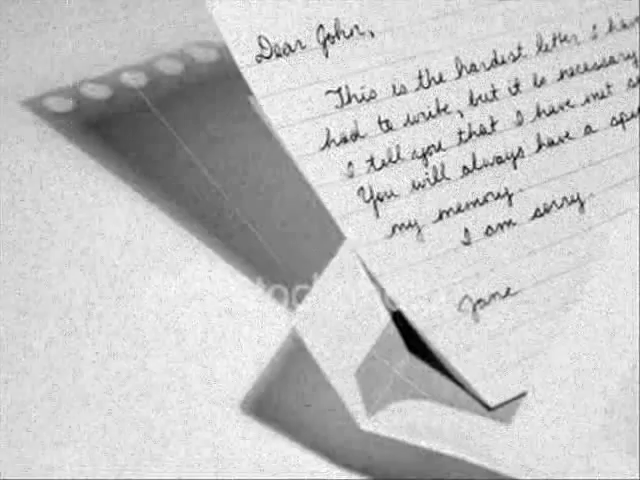 Dear John,
This is the hardest letter I
had to write, but it is necessary
I tell you that I have met
You will always have a
my memory.
I am sorry.
Jane